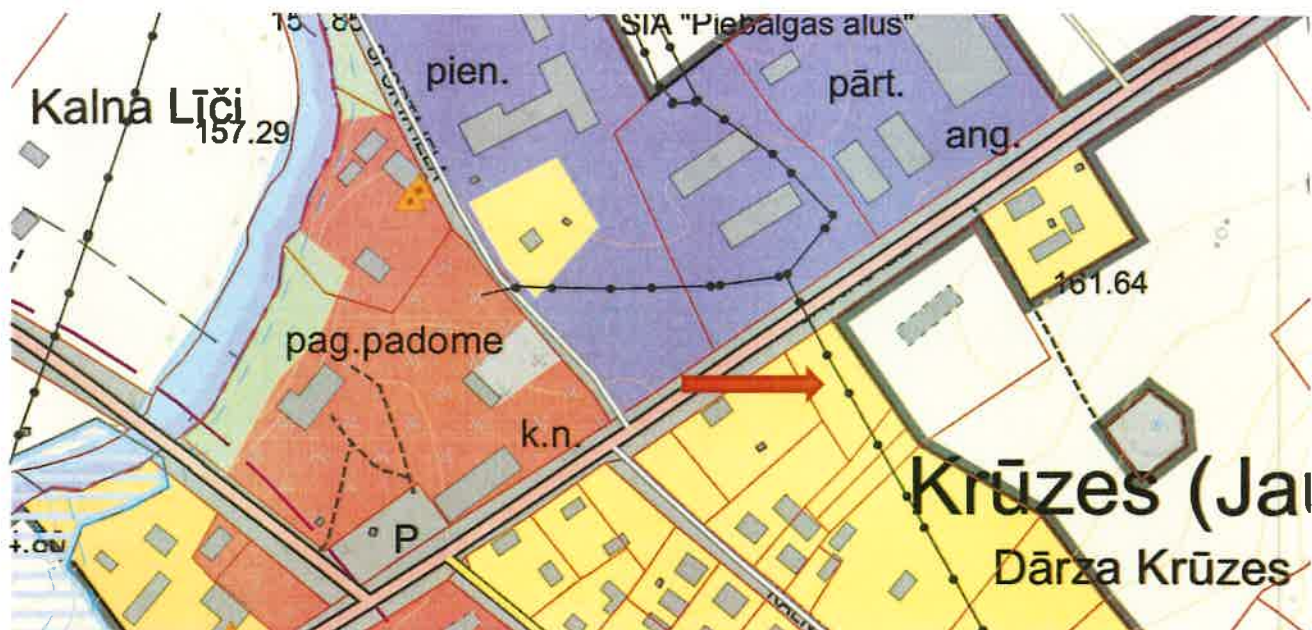 SIA "Piebalgas alus"
pien.
pārt.
Kalna Līči
157.29
ang.
161.64
pag.padome
k.n.
Krūzes (Jau
P
Dārza Krūzes